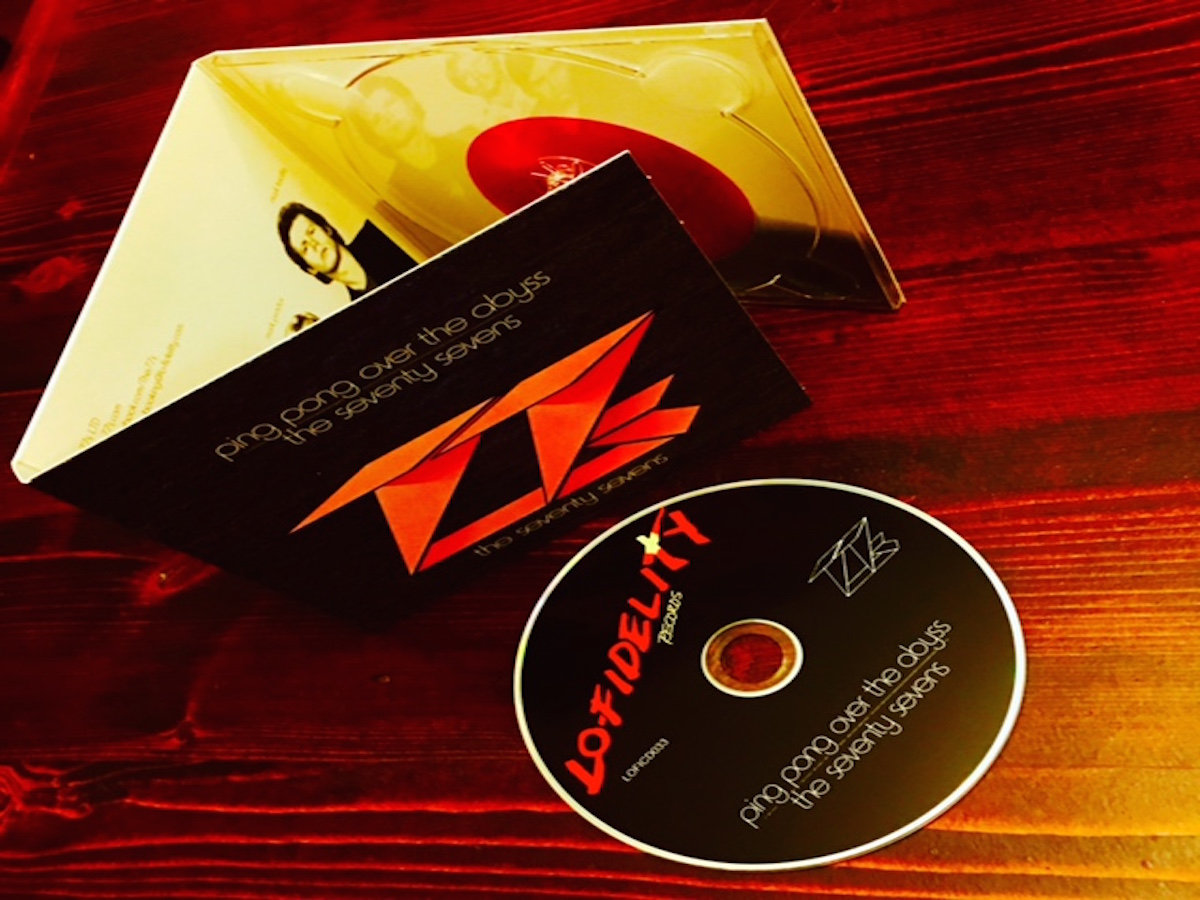 ping pong over the abyss
the seventy sevens
the seventy sevens
LO-FIDELITY
RECORDS
LOFICD033
ping pong over the abyss
the seventy sevens